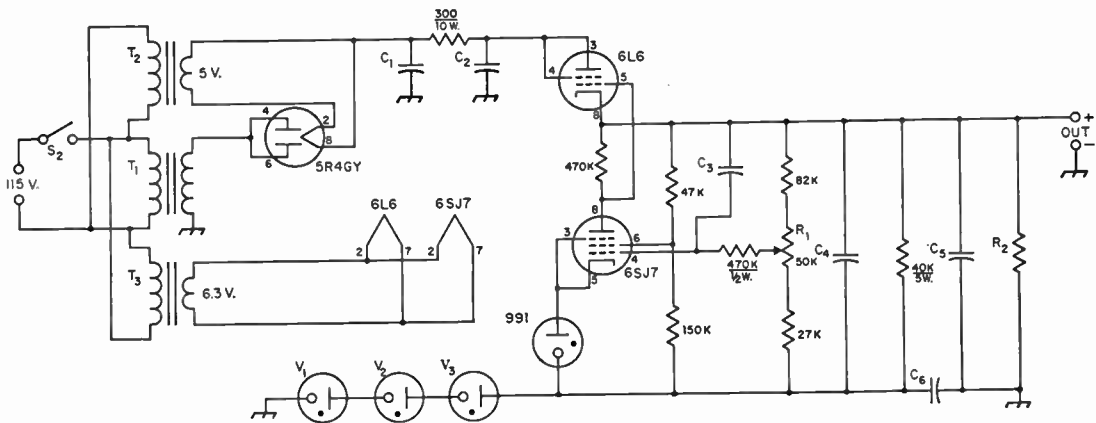 300
10 W.
T2
5 V.
C1
C2
3
6L6
4
5
8
4
2
8
6
5R4GY
S2
115 V.
T1
470K
47K
C3
82K
+
OUT
-
6L6
6SJ7
2
7
2
7
T3
6.3 V.
8
3
6
4
5
6SJ7
470K
½W.
R1
50K
C4
40K
5W.
C5
R2
991
150K
27K
V1
V2
V3
C6